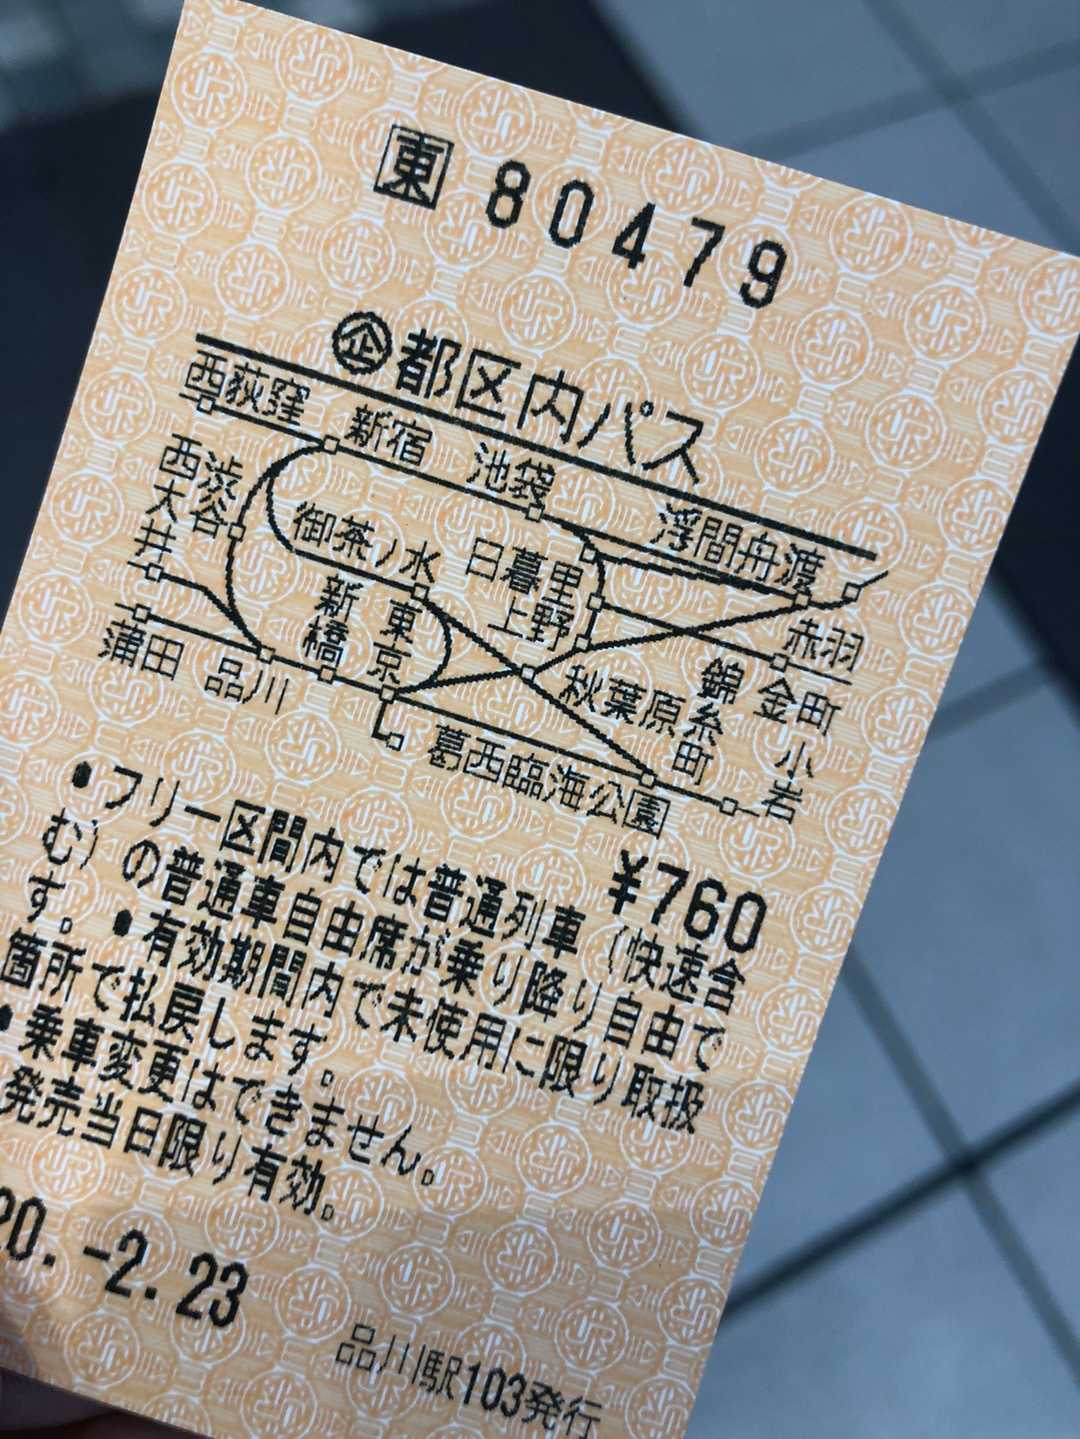 東 80479
企 都区内パス
西荻窪 新宿 池袋 浮間舟渡
西大井 渋谷 御茶ノ水 日暮里 赤羽
新橋 東京 上野 秋葉原 錦糸町 金町 小岩
蒲田 品川 葛西臨海公園
¥760
●フリー区間内では普通列車(快速含
む)の普通車自由席が乗り降り自由で
す。●有効期間内で未使用に限り取扱
箇所で払戻します。
●乗車変更はできません。
発売当日限り有効。
20.-2.23
品川駅103発行